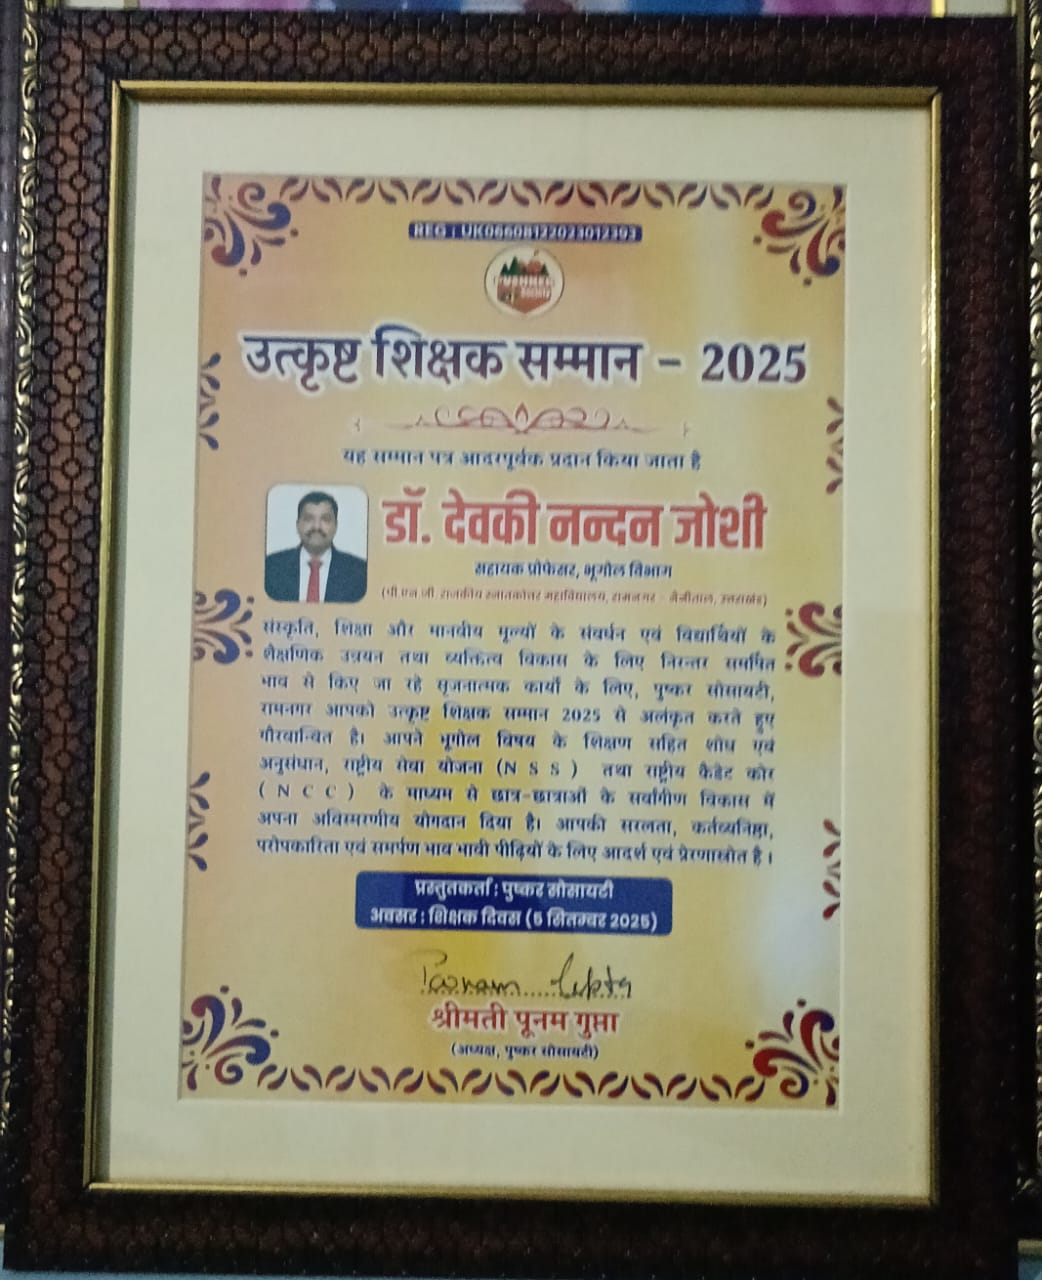 REG : UK06608122023012393
PUSHKAR
SOCIETY
उत्कृष्ट शिक्षक सम्मान - 2025
यह सम्मान पत्र आदरपूर्वक प्रदान किया जाता है
डॉ. देवकी नन्दन जोशी
सहायक प्रोफेसर, भूगोल विभाग
(पी.एन.जी. राजकीय स्नातकोत्तर महाविद्यालय, रामनगर - नैनीताल, उत्तराखंड)
संस्कृति, शिक्षा और मानवीय मूल्यों के संवर्धन एवं विद्यार्थियों के
शैक्षणिक उन्नयन तथा व्यक्तित्व विकास के लिए निरन्तर समर्पित
भाव से किए जा रहे सृजनात्मक कार्यों के लिए, पुष्कर सोसायटी,
रामनगर आपको उत्कृष्ट शिक्षक सम्मान 2025 से अलंकृत करते हुए
गौरवान्वित है। आपने भूगोल विषय के शिक्षण सहित शोध एवं
अनुसंधान, राष्ट्रीय सेवा योजना (N S S) तथा राष्ट्रीय कैडेट कोर
(N C C) के माध्यम से छात्र-छात्राओं के सर्वांगीण विकास में
अपना अविस्मरणीय योगदान दिया है। आपकी सरलता, कर्तव्यनिष्ठा,
परोपकारिता एवं समर्पण भाव भावी पीढ़ियों के लिए आदर्श एवं प्रेरणास्रोत है।
प्रस्तुतकर्ता : पुष्कर सोसायटी
अवसर : शिक्षक दिवस (5 सितम्बर 2025)
Poonam Gupta
श्रीमती पूनम गुप्ता
(अध्यक्ष, पुष्कर सोसायटी)